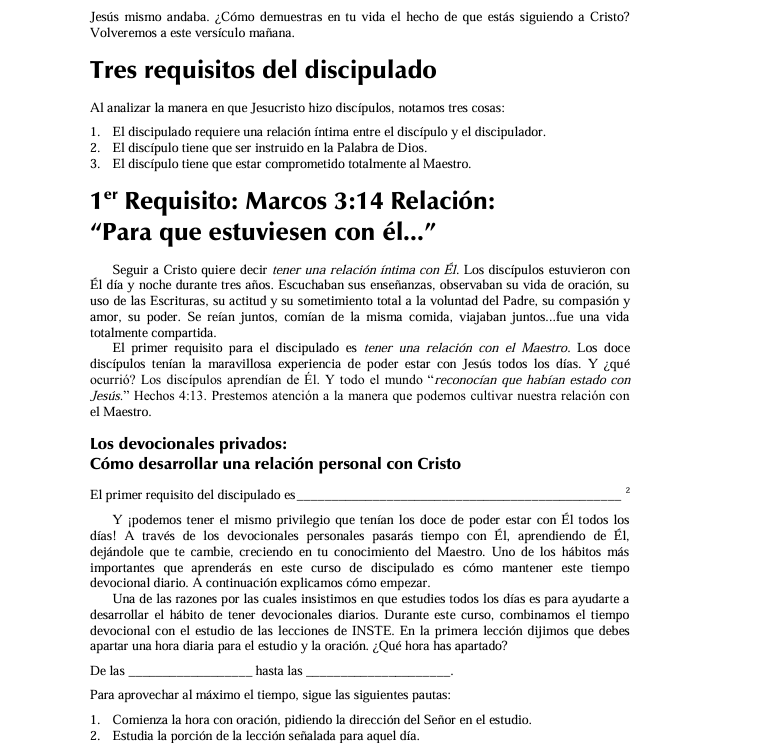 Jesús mismo andaba. ¿Cómo demuestras en tu vida el hecho de que estás siguiendo a Cristo?
Volveremos a este versículo mañana.
Tres requisitos del discipulado
Al analizar la manera en que Jesucristo hizo discípulos, notamos tres cosas:
1. El discipulado requiere una relación íntima entre el discípulo y el discipulador.
2. El discípulo tiene que ser instruido en la Palabra de Dios.
3. El discípulo tiene que estar comprometido totalmente al Maestro.
1er Requisito: Marcos 3:14 Relación:
“Para que estuviesen con él...”
Seguir a Cristo quiere decir tener una relación íntima con Él. Los discípulos estuvieron con
Él día y noche durante tres años. Escuchaban sus enseñanzas, observaban su vida de oración, su
uso de las Escrituras, su actitud y su sometimiento total a la voluntad del Padre, su compasión y
amor, su poder. Se reían juntos, comían de la misma comida, viajaban juntos...fue una vida
totalmente compartida.
El primer requisito para el discipulado es tener una relación con el Maestro. Los doce
discípulos tenían la maravillosa experiencia de poder estar con Jesús todos los días. Y ¿qué
ocurrió? Los discípulos aprendían de Él. Y todo el mundo “reconocían que habían estado con
Jesús.” Hechos 4:13. Prestemos atención a la manera que podemos cultivar nuestra relación con
el Maestro.
Los devocionales privados:
Cómo desarrollar una relación personal con Cristo
El primer requisito del discipulado es_______________________________________________ 2
Y ¡podemos tener el mismo privilegio que tenían los doce de poder estar con Él todos los
días! A través de los devocionales personales pasarás tiempo con Él, aprendiendo de Él,
dejándole que te cambie, creciendo en tu conocimiento del Maestro. Uno de los hábitos más
importantes que aprenderás en este curso de discipulado es cómo mantener este tiempo
devocional diario. A continuación explicamos cómo empezar.
Una de las razones por las cuales insistimos en que estudies todos los días es para ayudarte a
desarrollar el hábito de tener devocionales diarios. Durante este curso, combinamos el tiempo
devocional con el estudio de las lecciones de INSTE. En la primera lección dijimos que debes
apartar una hora diaria para el estudio y la oración. ¿Qué hora has apartado?
De las __________________ hasta las _____________________.
Para aprovechar al máximo el tiempo, sigue las siguientes pautas:
1. Comienza la hora con oración, pidiendo la dirección del Señor en el estudio.
2. Estudia la porción de la lección señalada para aquel día.